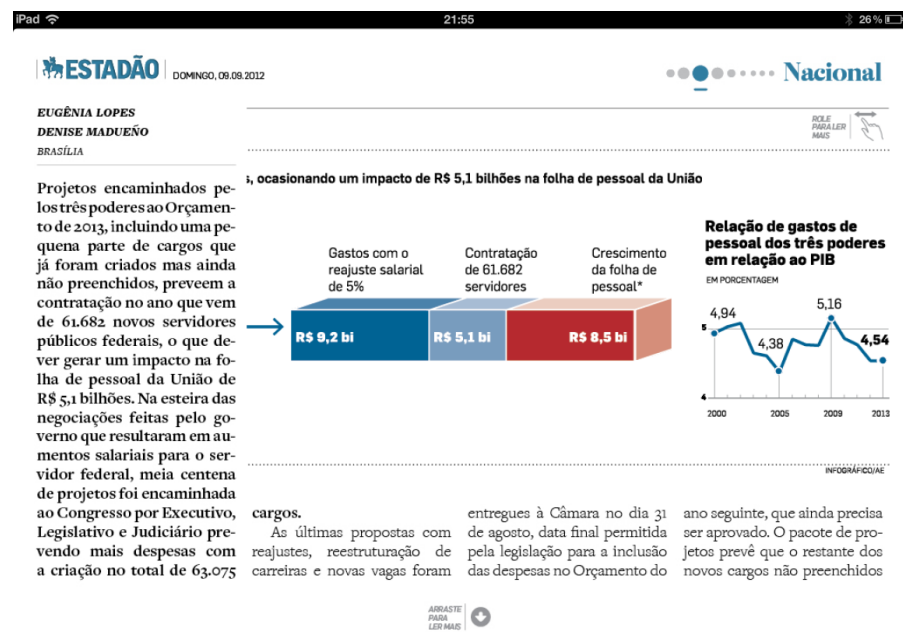 iPad 21:55 26%
ESTADÃO DOMINGO, 09.09.2012 Nacional
EUGÊNIA LOPES
DENISE MADUEÑO
BRASÍLIA
Projetos encaminhados pe-
los três poderes ao Orçamen-
to de 2013, incluindo uma pe-
quena parte de cargos que
já foram criados mas ainda
não preenchidos, preveem a
contratação no ano que vem
de 61.682 novos servidores
públicos federais, o que de-
ver gerar um impacto na fo-
lha de pessoal da União de
R$ 5,1 bilhões. Na esteira das
negociações feitas pelo go-
verno que resultaram em au-
mentos salariais para o ser-
vidor federal, meia centena
de projetos foi encaminhada
ao Congresso por Executivo,
Legislativo e Judiciário pre-
vendo mais despesas com
a criação no total de 63.075
ROLE
PARA LER
MAIS
s, ocasionando um impacto de R$ 5,1 bilhões na folha de pessoal da União
Gastos com o
reajuste salarial
de 5%
Contratação
de 61.682
servidores
Crescimento
da folha de
pessoal*
R$ 9,2 bi
R$ 5,1 bi
R$ 8,5 bi
Relação de gastos de
pessoal dos três poderes
em relação ao PIB
EM PORCENTAGEM
4,94
4,38
5,16
4,54
5
4
2000 2005 2009 2013
INFOGRÁFICO/AE
cargos.
As últimas propostas com
reajustes, reestruturação de
carreiras e novas vagas foram
entregues à Câmara no dia 31
de agosto, data final permitida
pela legislação para a inclusão
das despesas no Orçamento do
ano seguinte, que ainda precisa
ser aprovado. O pacote de pro-
jetos prevê que o restante dos
novos cargos não preenchidos
ARRASTE
PARA
LER MAIS